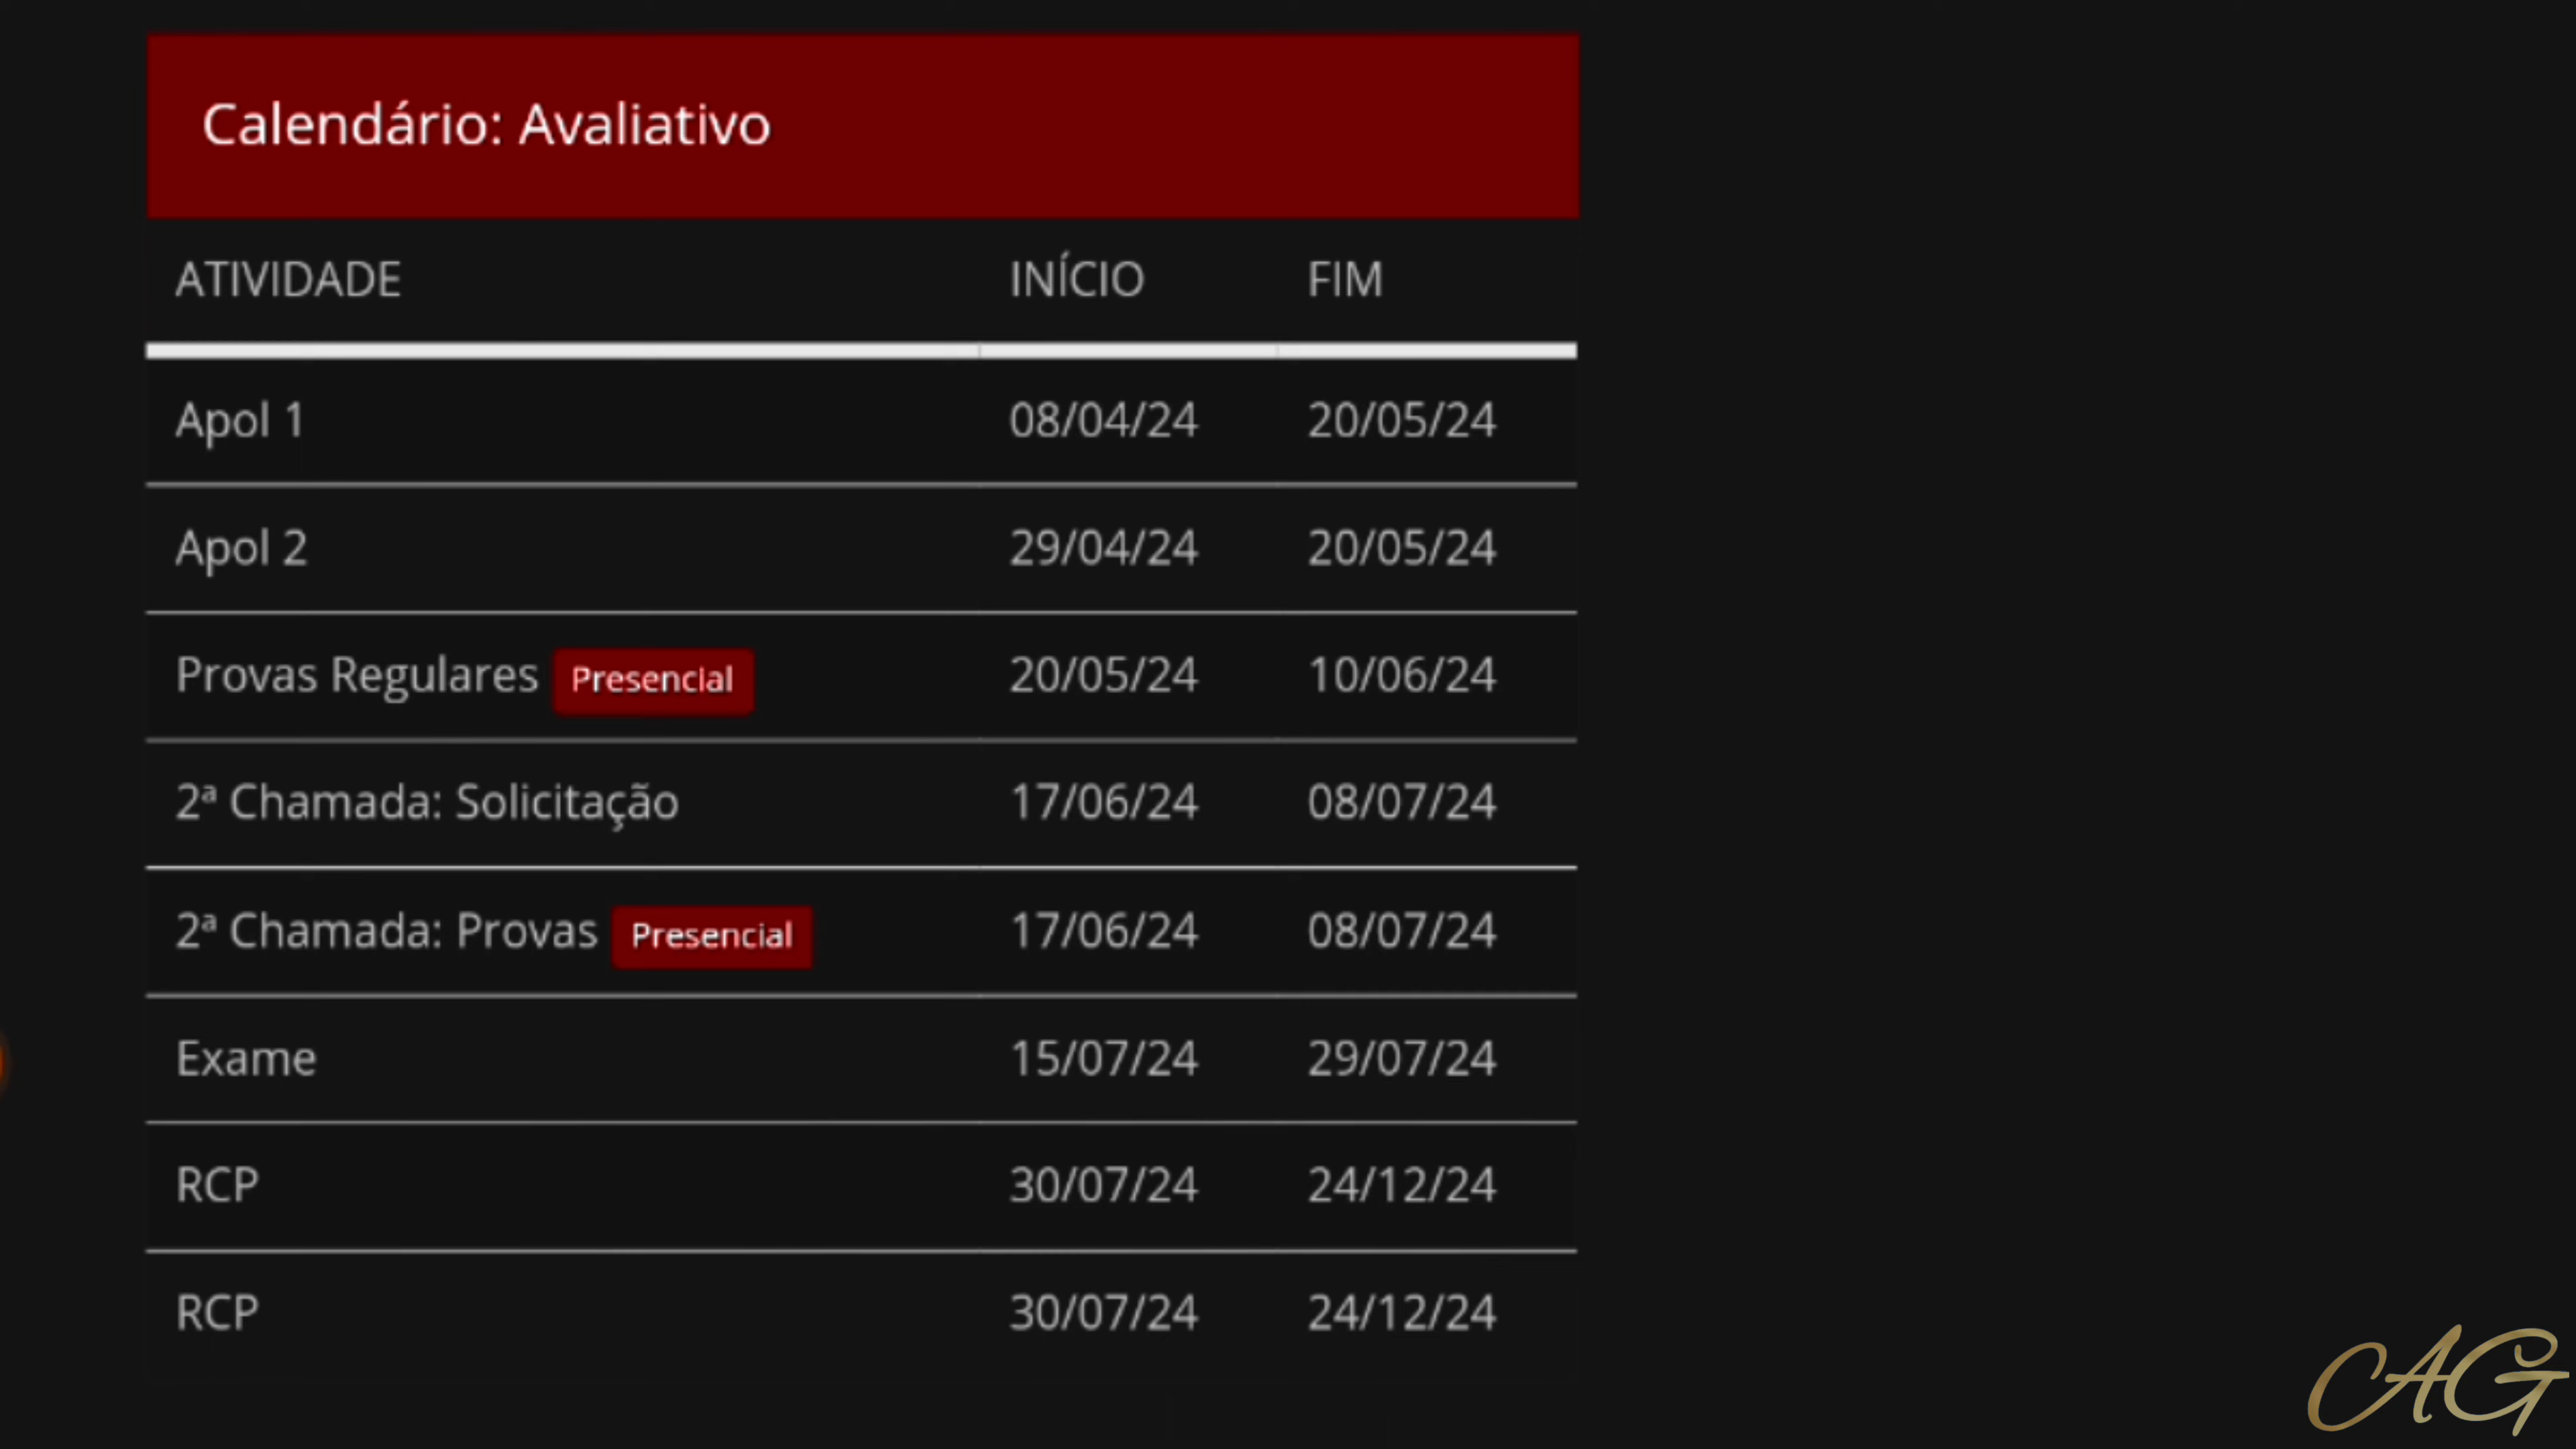 Calendário: Avaliativo
ATIVIDADE INÍCIO FIM
Apol 1 08/04/24 20/05/24
Apol 2 29/04/24 20/05/24
Provas Regulares Presencial 20/05/24 10/06/24
2ª Chamada: Solicitação 17/06/24 08/07/24
2ª Chamada: Provas Presencial 17/06/24 08/07/24
Exame 15/07/24 29/07/24
RCP 30/07/24 24/12/24
RCP 30/07/24 24/12/24
CAG